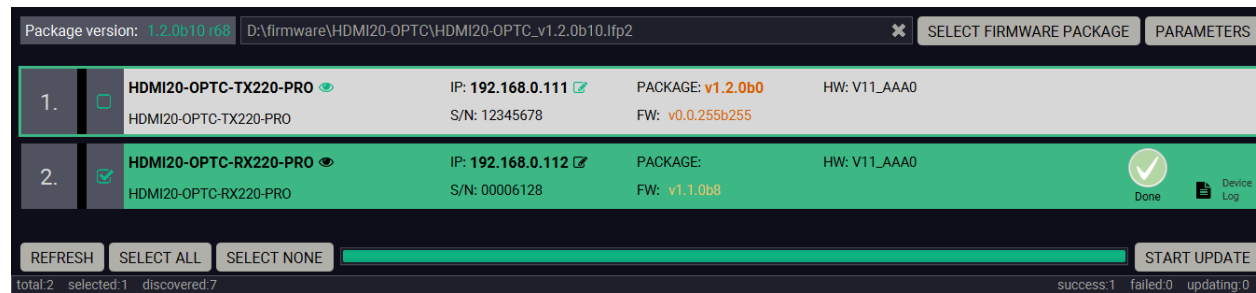 Package version: 1.2.0b10 r68 D:\firmware\HDMI20-OPTC\HDMI20-OPTC_v1.2.0b10.lfp2 SELECT FIRMWARE PACKAGE PARAMETERS
1. HDMI20-OPTC-TX220-PRO IP: 192.168.0.111 PACKAGE: v1.2.0b0 HW: V11_AAA0
HDMI20-OPTC-TX220-PRO S/N: 12345678 FW: v0.0.255b255
2. HDMI20-OPTC-RX220-PRO IP: 192.168.0.112 PACKAGE: HW: V11_AAA0
HDMI20-OPTC-RX220-PRO S/N: 00006128 FW: v1.1.0b8 Done Device Log
REFRESH SELECT ALL SELECT NONE START UPDATE
total:2 selected:1 discovered:7 success:1 failed:0 updating:0